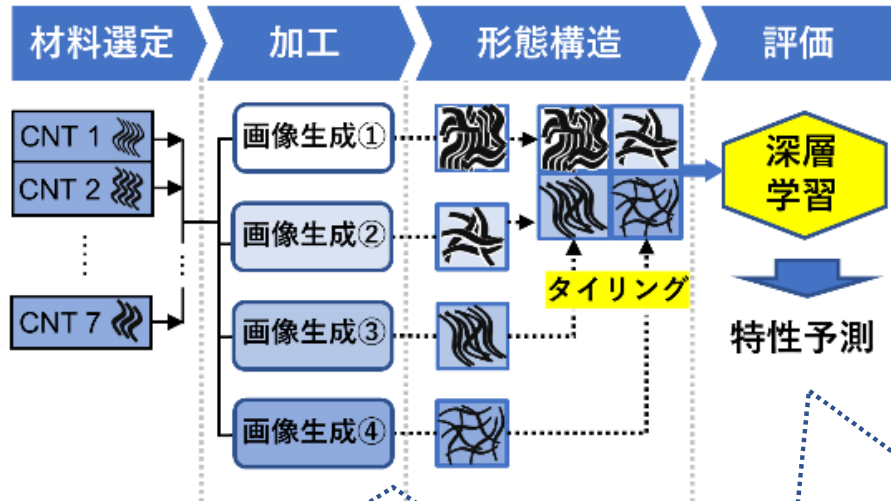 材料選定
加工
形態構造
評価
CNT 1
CNT 2
CNT 7
画像生成①
画像生成②
画像生成③
画像生成④
タイリング
深層
学習
特性予測